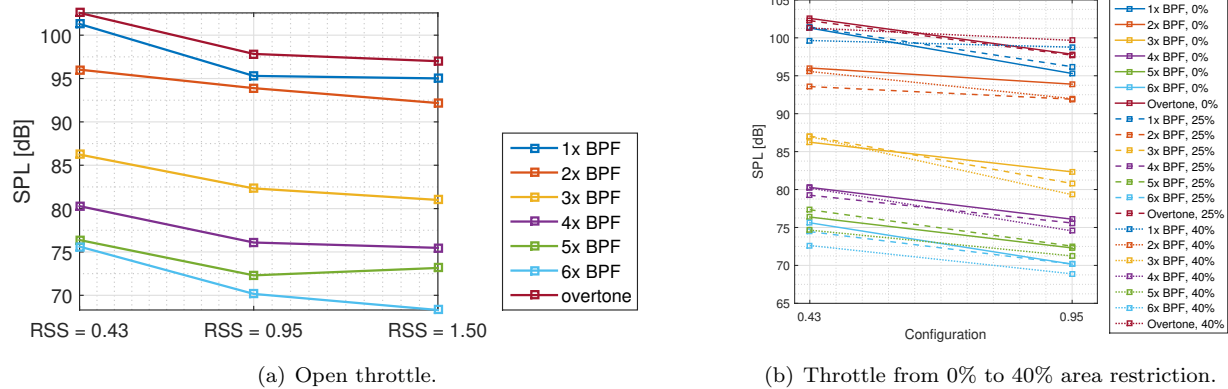 100
95
90
85
80
75
70
SPL [dB]
RSS = 0.43
RSS = 0.95
RSS = 1.50
1x BPF
2x BPF
3x BPF
4x BPF
5x BPF
6x BPF
overtone
(a) Open throttle.
105
100
95
90
85
80
75
70
65
SPL [dB]
0.43
0.95
Configuration
1x BPF, 0%
2x BPF, 0%
3x BPF, 0%
4x BPF, 0%
5x BPF, 0%
6x BPF, 0%
Overtone, 0%
1x BPF, 25%
2x BPF, 25%
3x BPF, 25%
4x BPF, 25%
5x BPF, 25%
6x BPF, 25%
Overtone, 25%
1x BPF, 40%
2x BPF, 40%
3x BPF, 40%
4x BPF, 40%
5x BPF, 40%
6x BPF, 40%
Overtone, 40%
(b) Throttle from 0% to 40% area restriction.